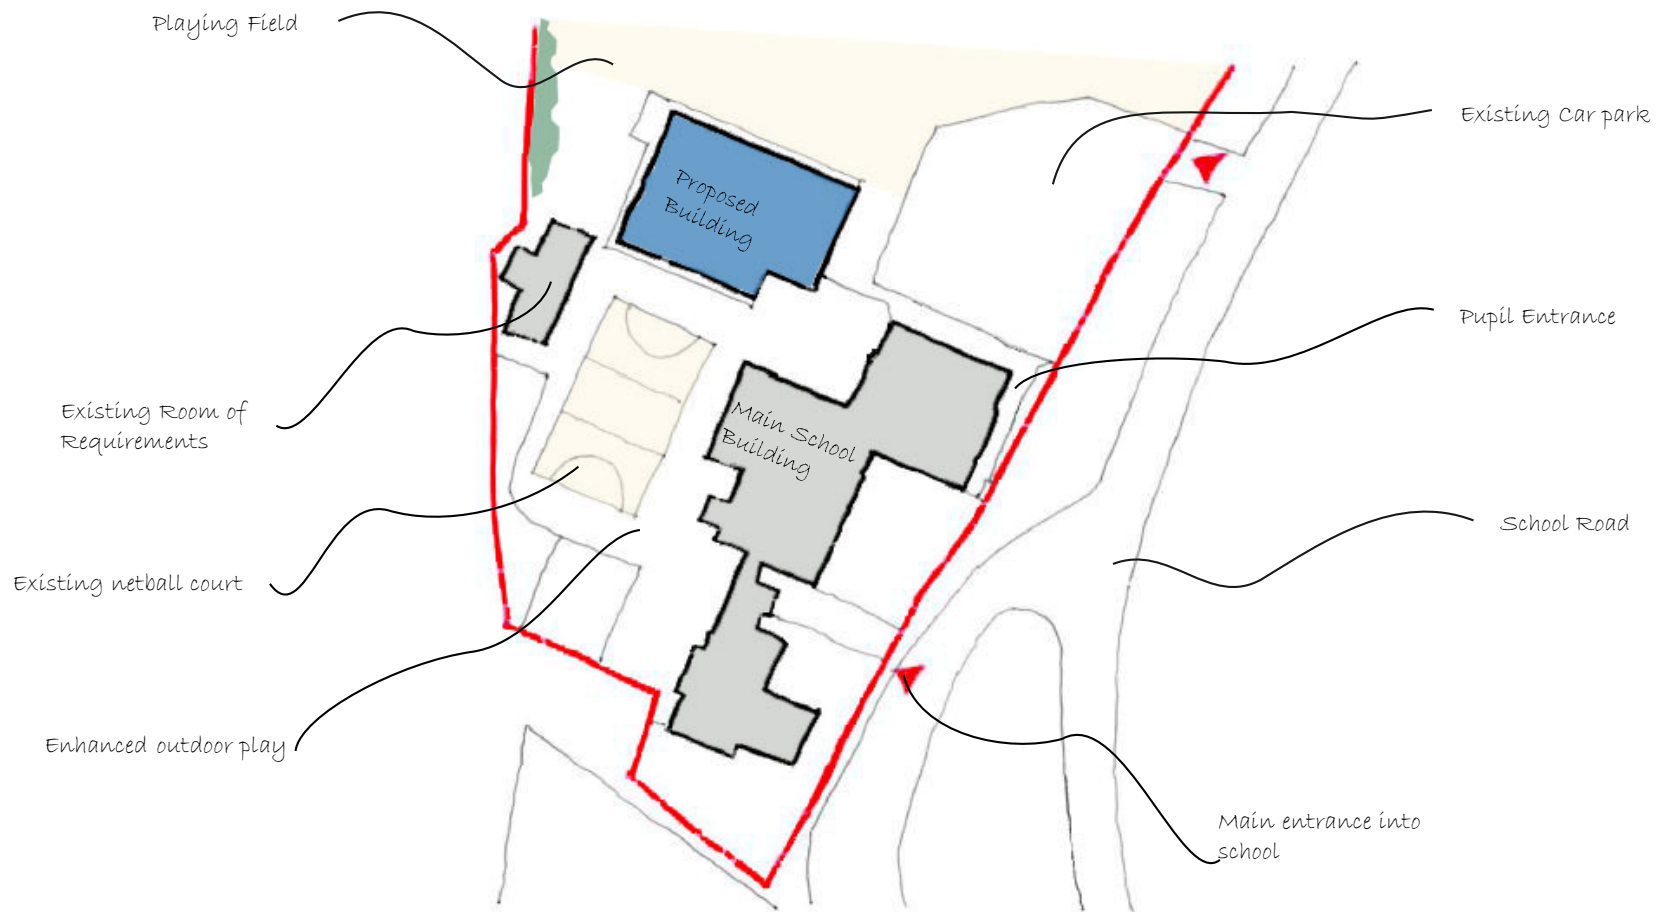 Playing Field
Existing Car park
Proposed
Building
Pupil Entrance
Existing Room of
Requirements
Main School
Building
School Road
Existing netball court
Enhanced outdoor play
Main entrance into
school